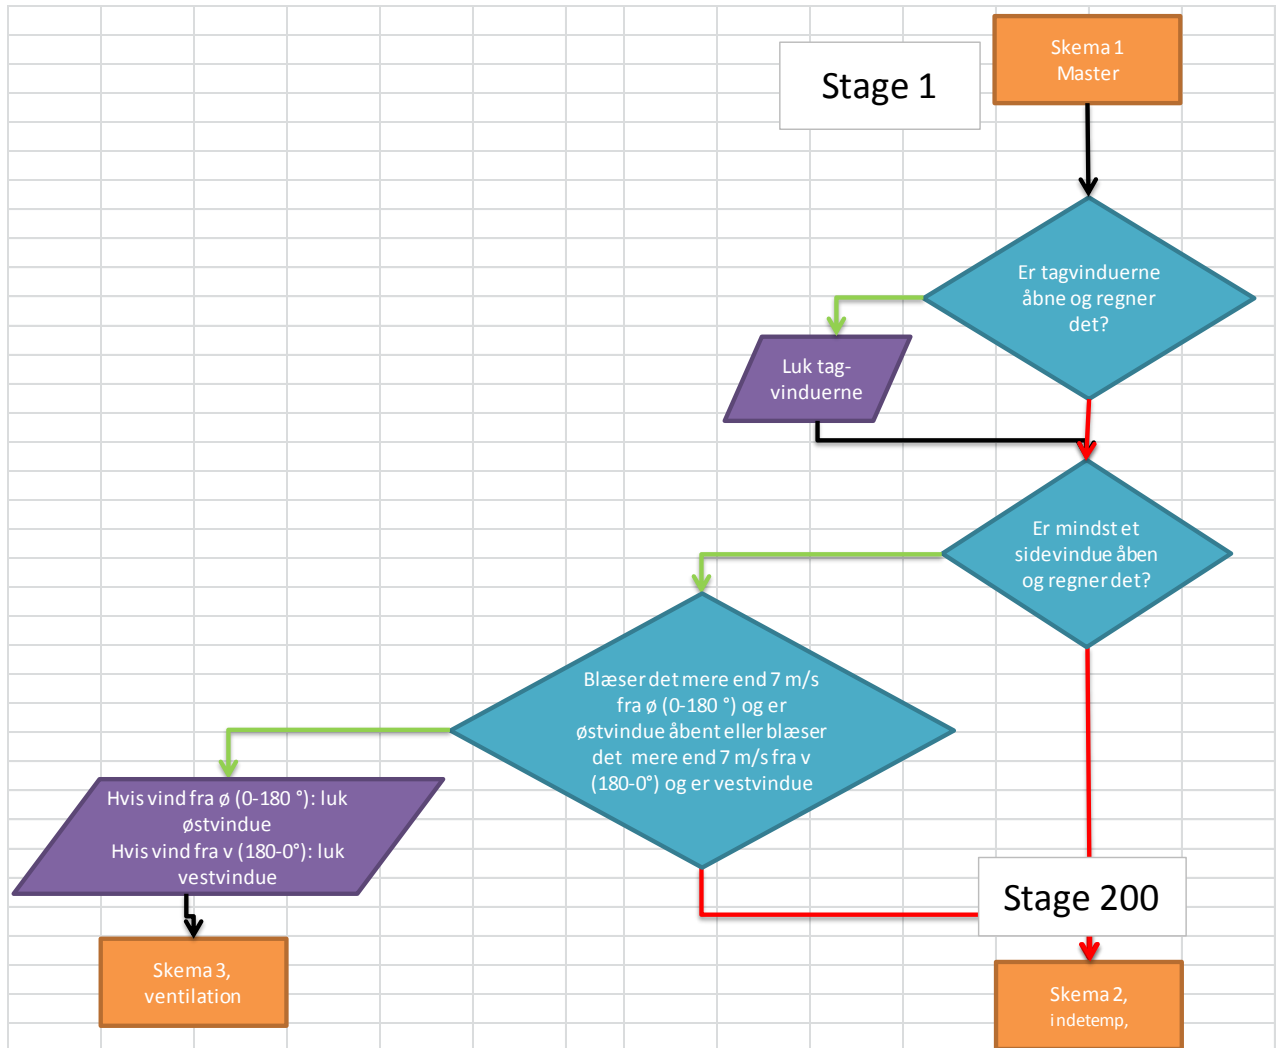 Stage 1
Skema 1
Master
Er tagvinduerne
åbne og regner
det?
Luk tag-
vinduerne
Er mindst et
sidevindue åben
og regner det?
Blæser det mere end 7 m/s
fra ø (0-180 °) og er
østvindue åbent eller blæser
det mere end 7 m/s fra v
(180-0°) og er vestvindue
Hvis vind fra ø (0-180 °): luk
østvindue
Hvis vind fra v (180-0°): luk
vestvindue
Stage 200
Skema 3,
ventilation
Skema 2,
indetemp,